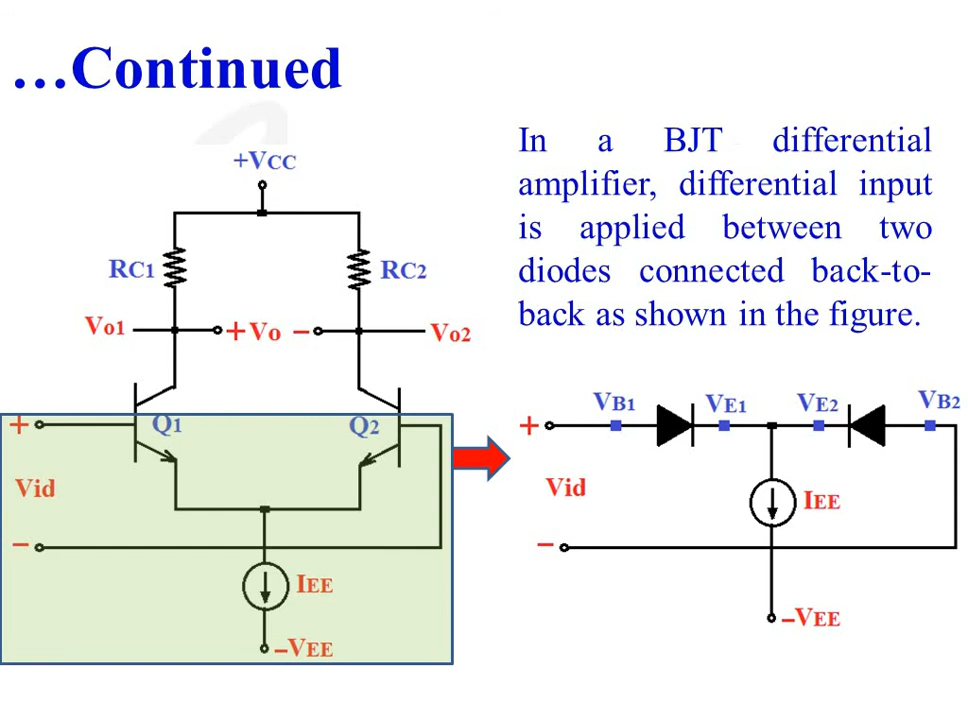 ...Continued
In a BJT differential
amplifier, differential input
is applied between two
diodes connected back-to-
back as shown in the figure.
+VCC
RC1
RC2
Vo1
+ Vo −
Vo2
+
Q1
Q2
Vid
−
IEE
−VEE
VB1
VE1
VE2
VB2
+
Vid
IEE
−
−VEE